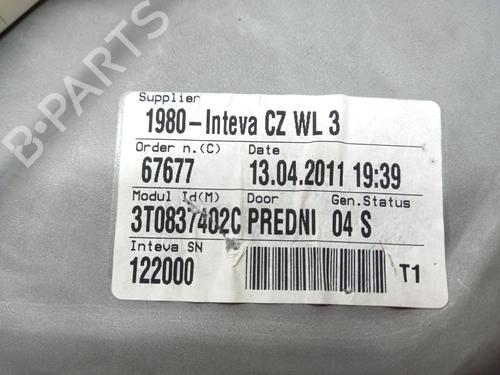 B-PARTS
Supplier
1980-Inteva CZ WL 3
Order n.(C) Date
67677 13.04.2011 19:39
Modul Id(M) Door Gen.Status
3T0837402C PREDNI 04 S
Inteva SN
122000 T1